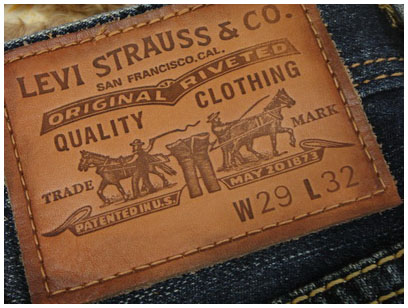 LEVI STRAUSS & CO.
SAN FRANCISCO, CAL.
ORIGINAL RIVETED
QUALITY CLOTHING
TRADE MARK
PATENTED IN U.S. MAY 20 1873
W29 L32